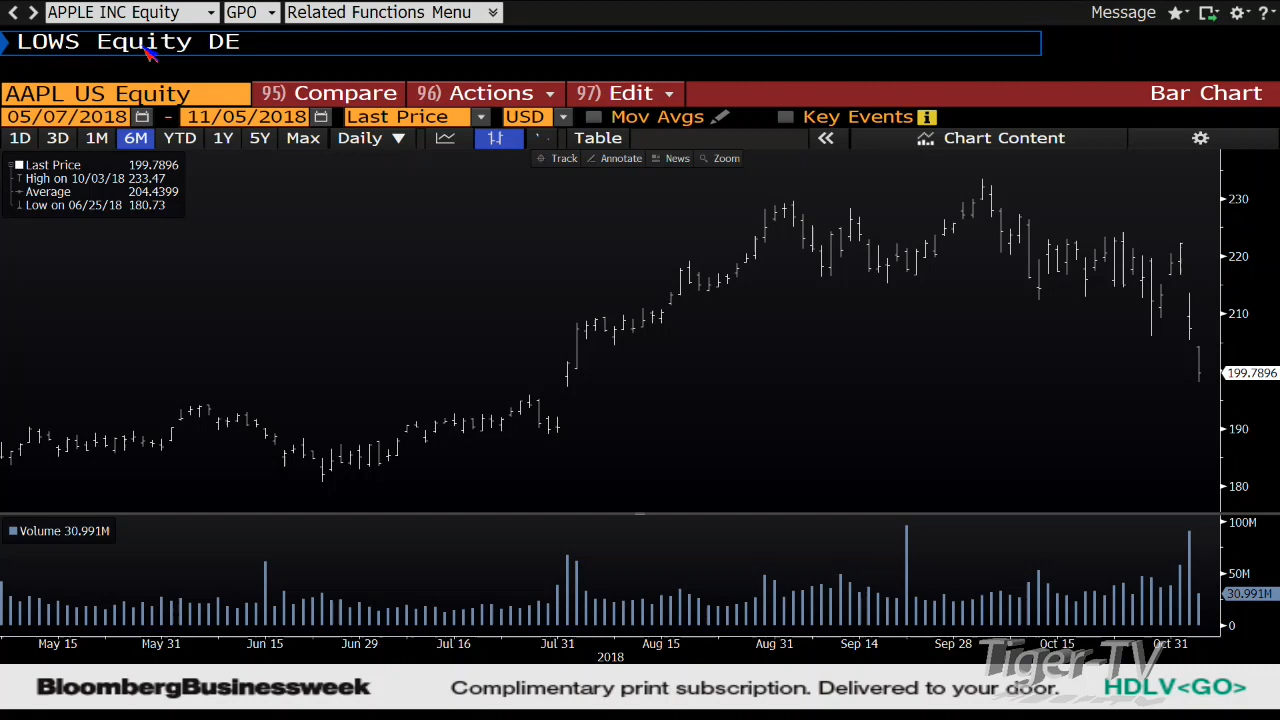 APPLE INC Equity GPO Related Functions Menu Message
LOWS Equity DE
AAPL US Equity 95) Compare 96) Actions 97) Edit Bar Chart
05/07/2018 - 11/05/2018 Last Price USD Mov Avgs Key Events
1D 3D 1M 6M YTD 1Y 5Y Max Daily Table Chart Content
Track Annotate News Zoom
Last Price 199.7896
High on 10/03/18 233.47
Average 204.4399
Low on 06/25/18 180.73
230
220
210
199.7896
190
180
Volume 30.991M
100M
50M
30.991M
0
May 15 May 31 Jun 15 Jun 29 Jul 16 Jul 31 Aug 15 Aug 31 Sep 14 Sep 28 Oct 15 Oct 31
2018
Tiger-TV
BloombergBusinessweek Complimentary print subscription. Delivered to your door. HDLV<GO>